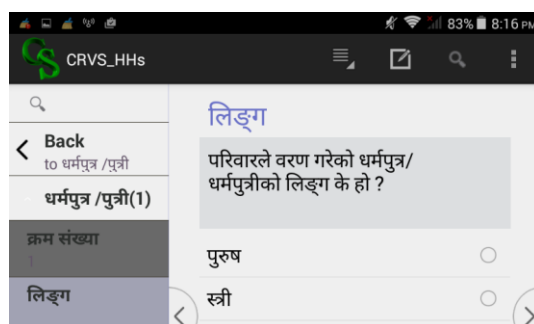 83% 8:16 PM
CRVS_HHs
Back
to धर्मपुत्र /पुत्री
धर्मपुत्र /पुत्री(1)
क्रम संख्या
1
लिङ्ग
लिङ्ग
परिवारले वरण गरेको धर्मपुत्र/
धर्मपुत्रीको लिङ्ग के हो ?
पुरुष
स्त्री